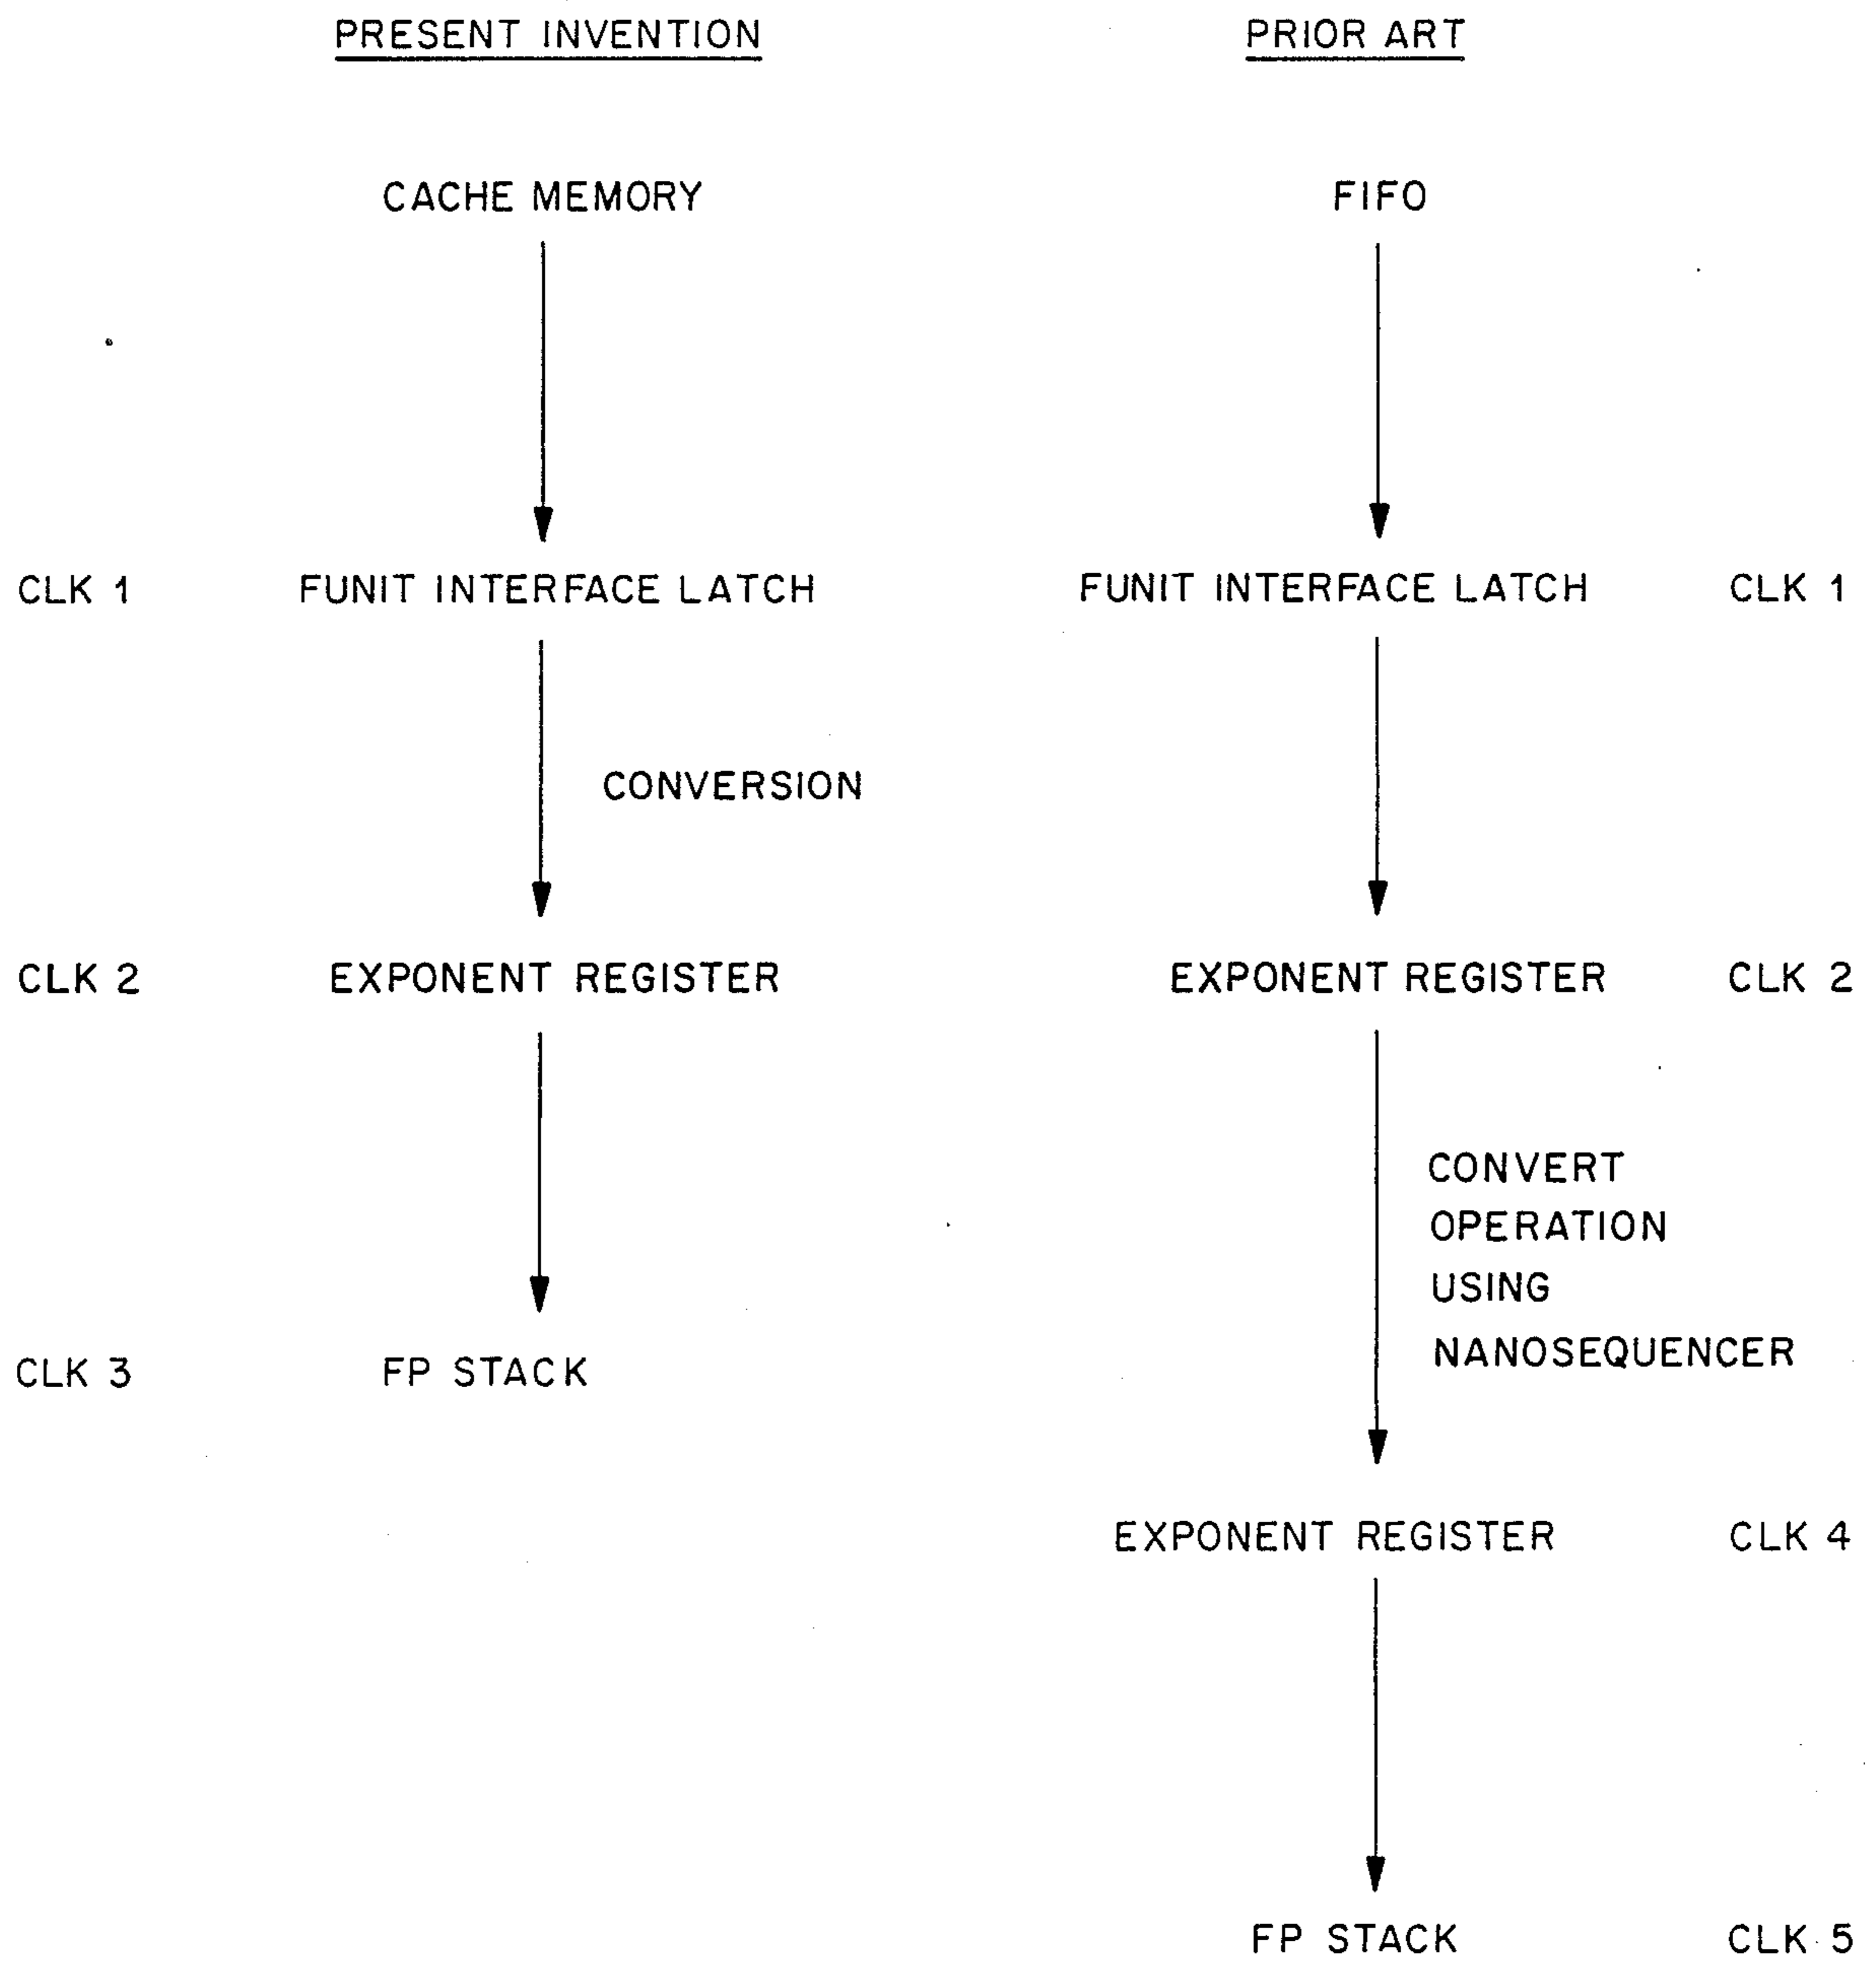 PRESENT INVENTION
PRIOR ART
CACHE MEMORY
FIFO
CLK 1
FUNIT INTERFACE LATCH
FUNIT INTERFACE LATCH
CLK 1
CONVERSION
CLK 2
EXPONENT REGISTER
EXPONENT REGISTER
CLK 2
CONVERT
OPERATION
USING
NANOSEQUENCER
CLK 3
FP STACK
EXPONENT REGISTER
CLK 4
FP STACK
CLK 5